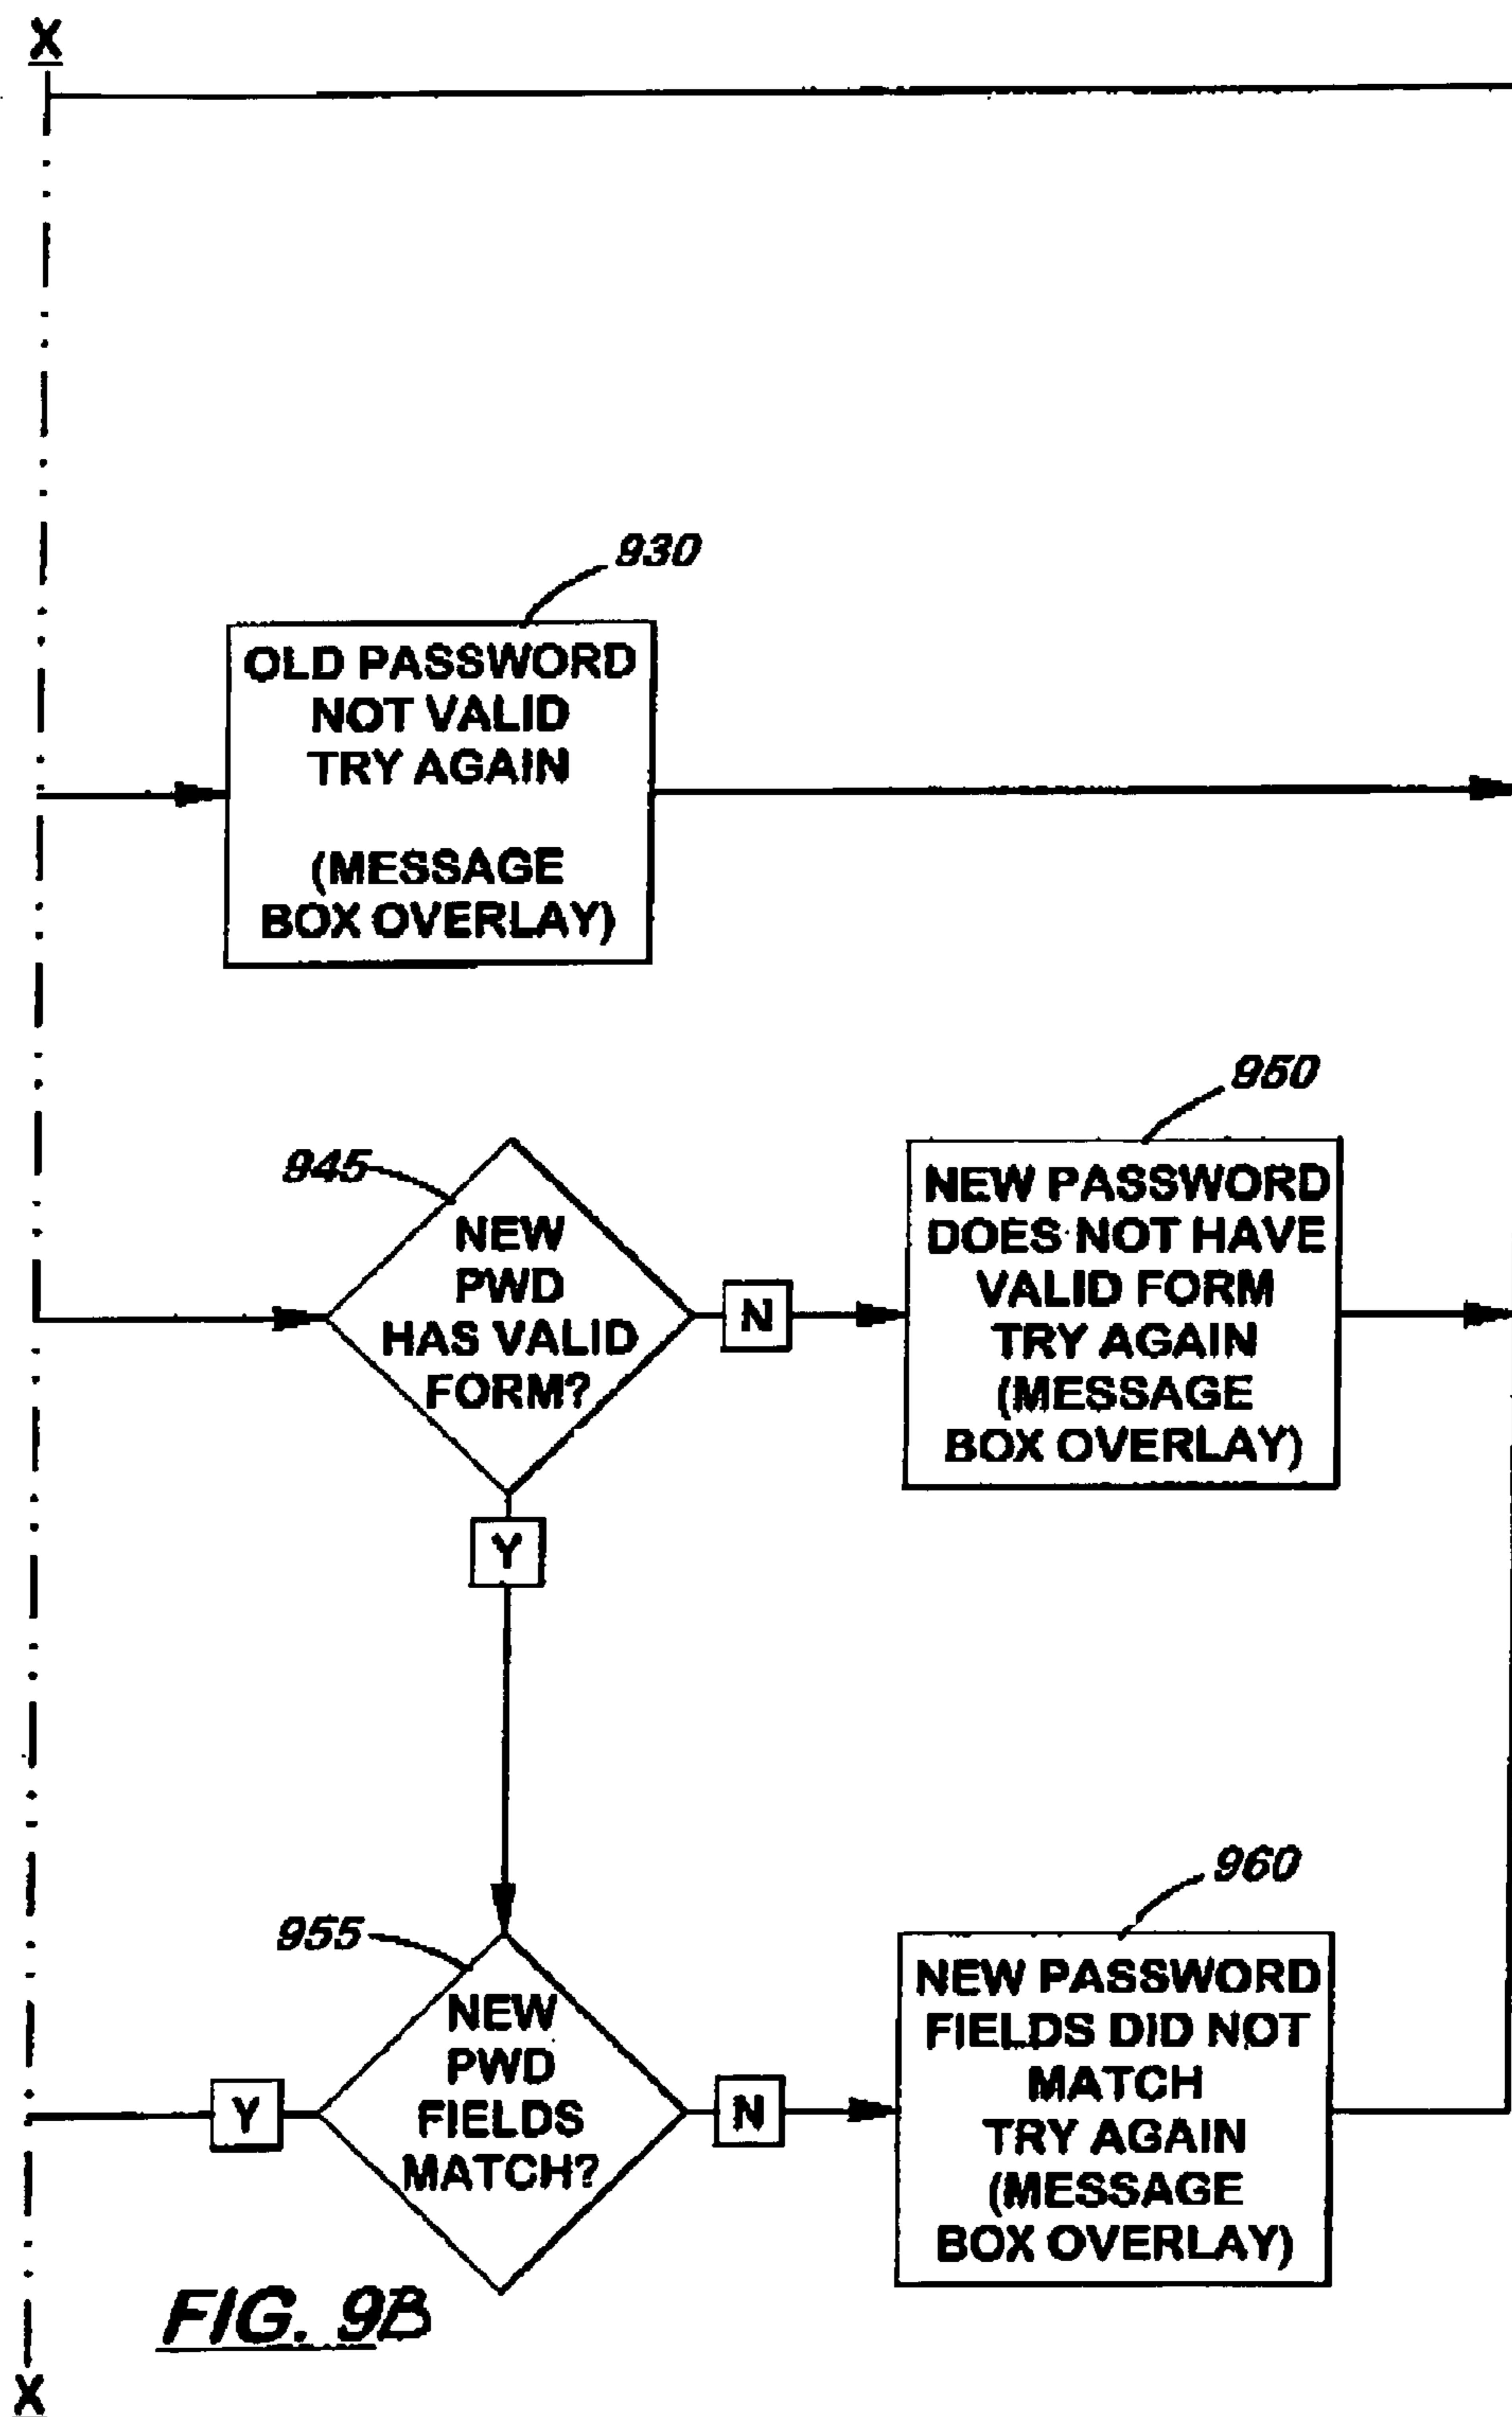 X
930
OLD PASSWORD
NOT VALID
TRY AGAIN
(MESSAGE
BOX OVERLAY)
945
NEW
PWD
HAS VALID
FORM?
N
950
NEW PASSWORD
DOES NOT HAVE
VALID FORM
TRY AGAIN
(MESSAGE
BOX OVERLAY)
Y
955
NEW
PWD
FIELDS
MATCH?
Y
N
960
NEW PASSWORD
FIELDS DID NOT
MATCH
TRY AGAIN
(MESSAGE
BOX OVERLAY)
FIG. 9B
X